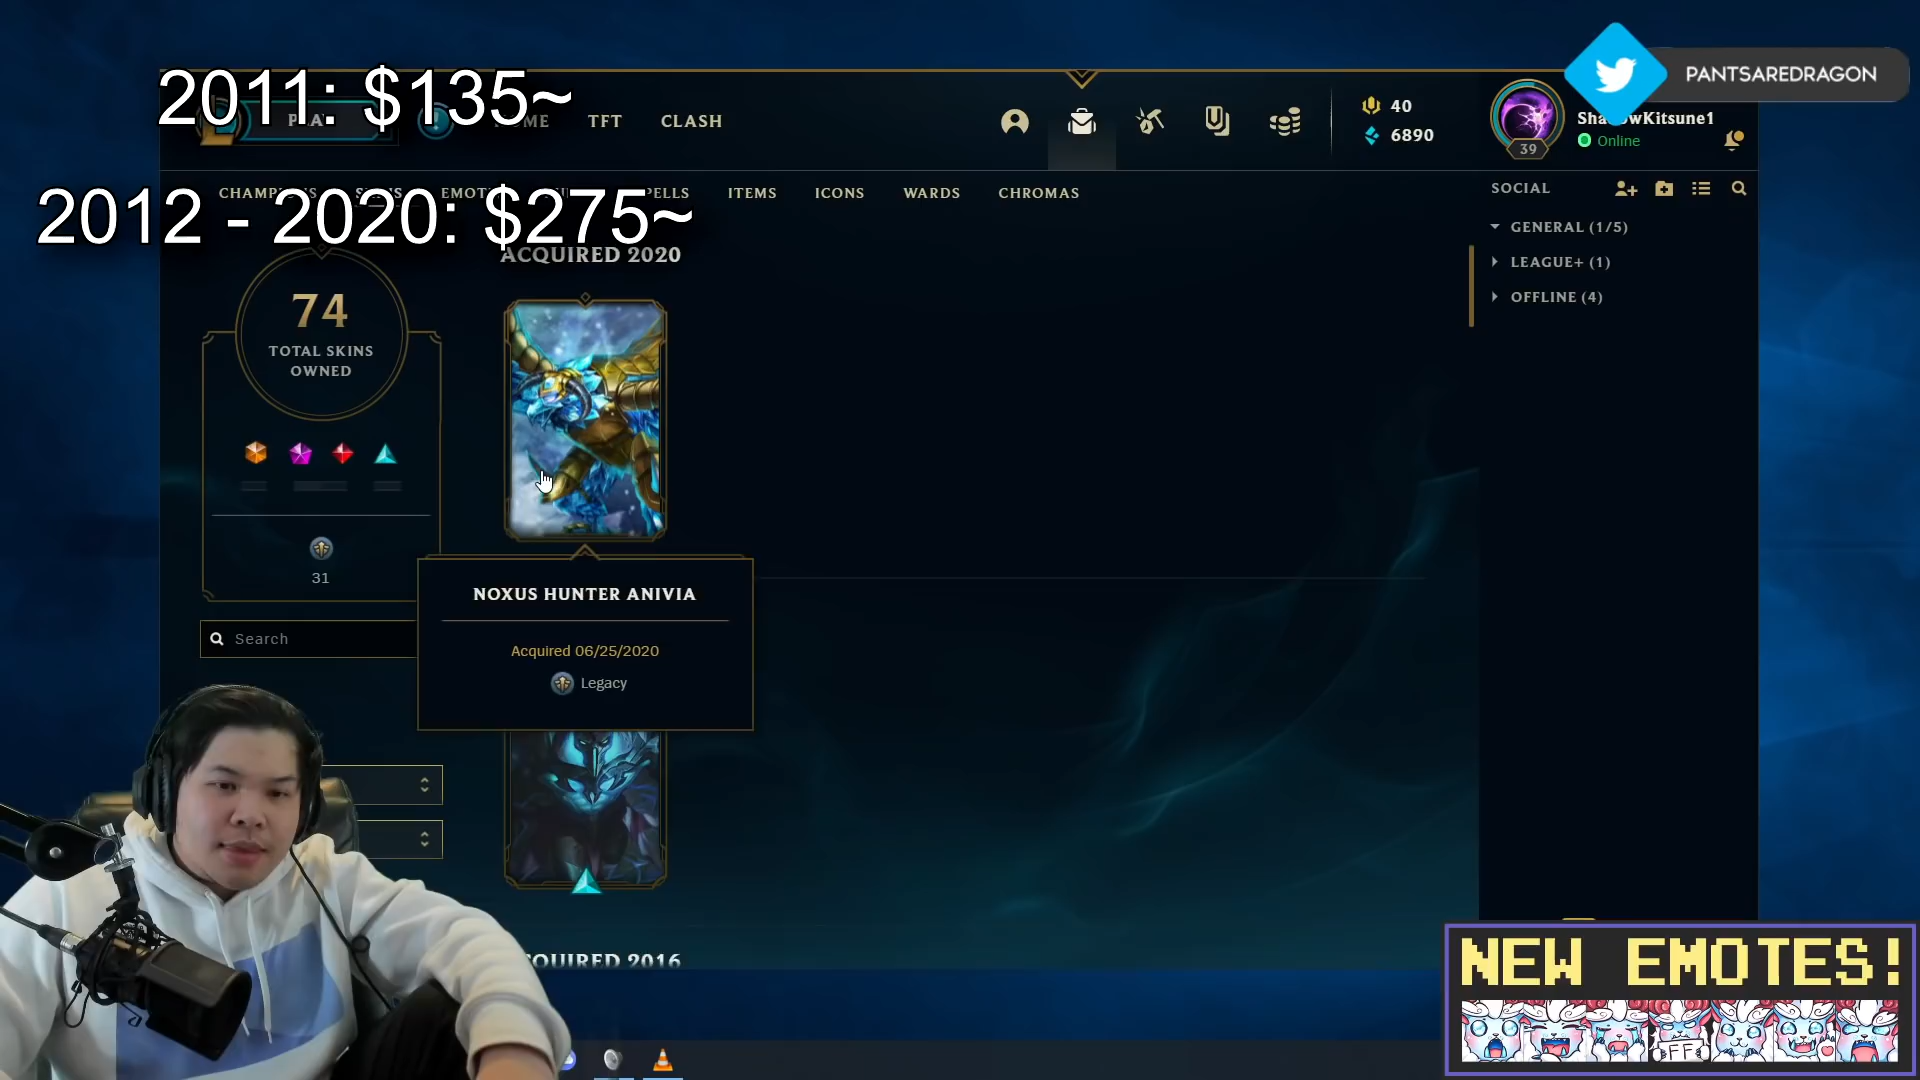 2011: $135~
TFT
CLASH
40
6890
PANTSAREDRAGON
39
Online
2012 - 2020: $275~
ITEMS
ICONS
WARDS
CHROMAS
SOCIAL
GENERAL (1/5)
LEAGUE+ (1)
OFFLINE (4)
ACQUIRED 2020
74
TOTAL SKINS
OWNED
31
Search
NOXUS HUNTER ANIVIA
Acquired 06/25/2020
Legacy
2016
NEW EMOTES!
FF